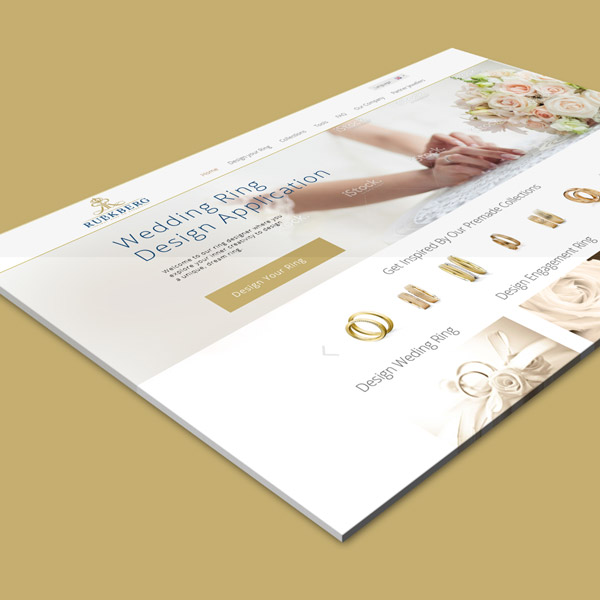 Language
Home Design your Ring Collections Tools FAQ Our Company Partner Jewellers
RUBKBERG
Wedding Ring
Design Application
Welcome to our ring designer where you
explore your inner creativity to design
a unique, dream ring.
Design Your Ring
iStock
Get Inspired By Our Premade Collections
Design Weding Ring
Design Engagement Ring